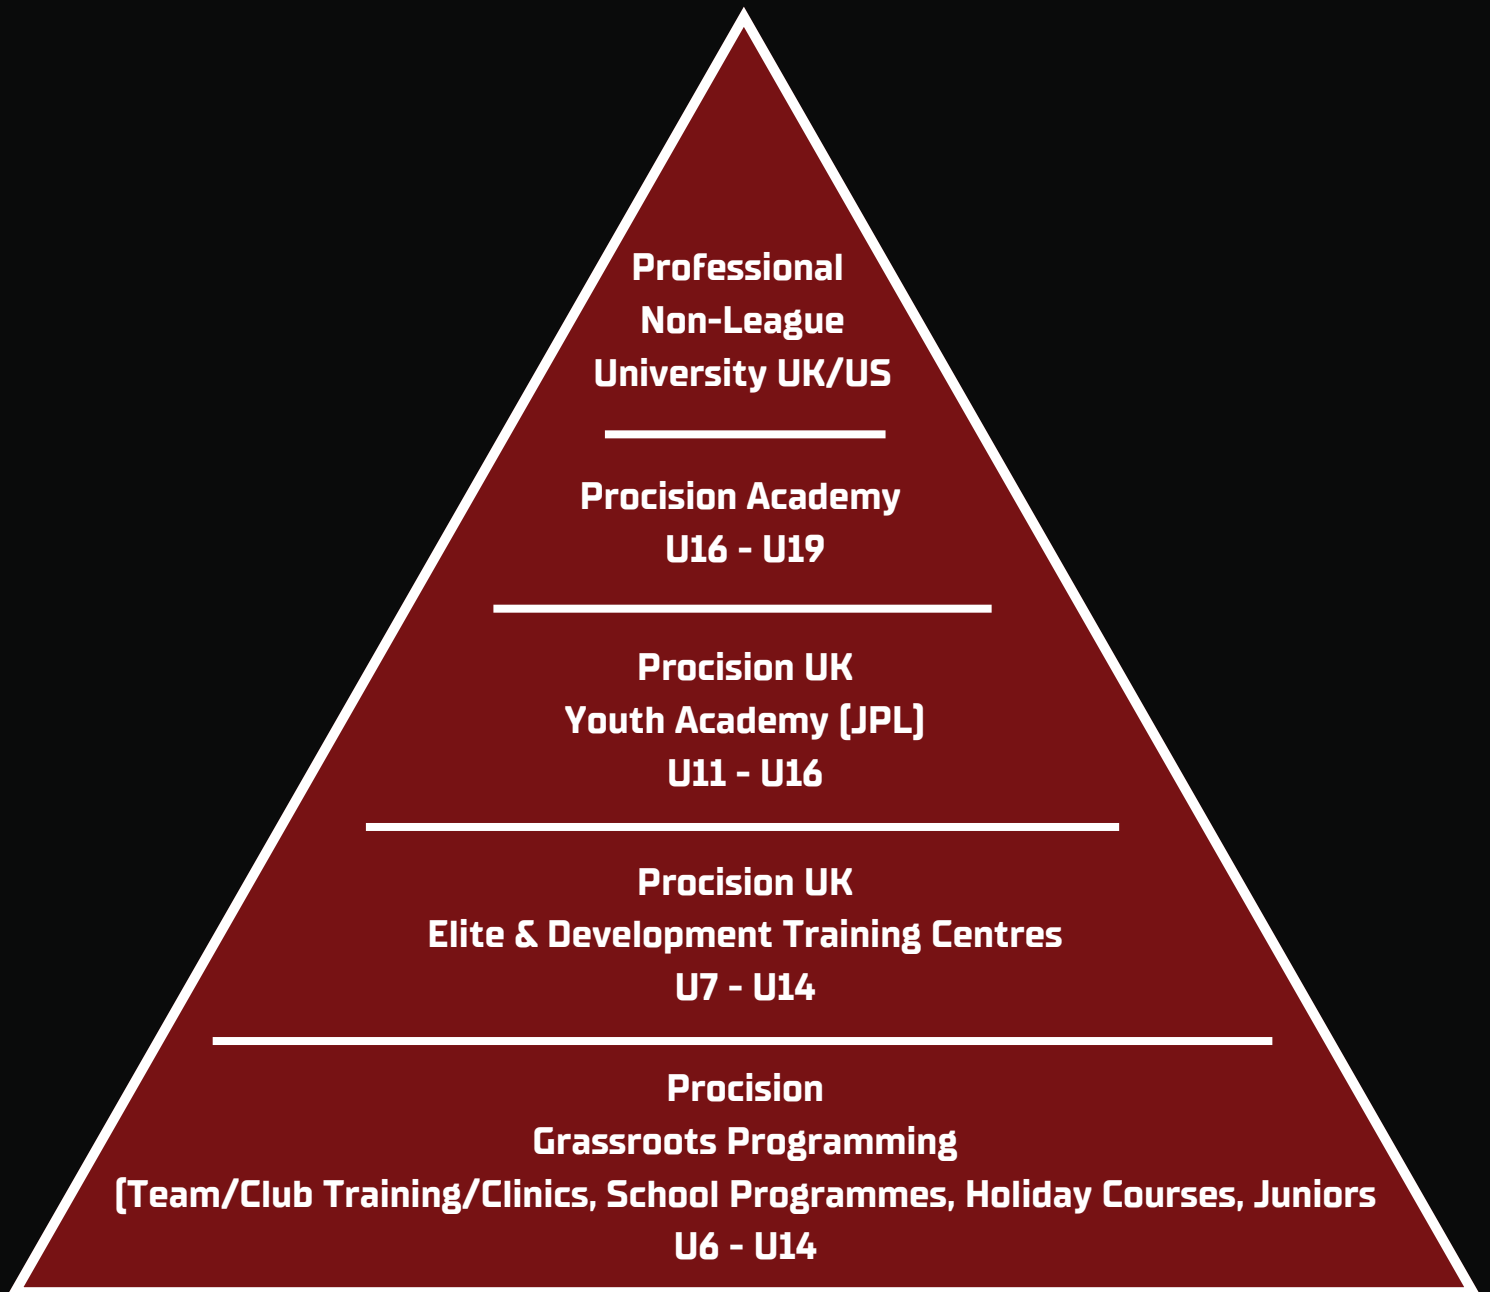 Professional
Non-League
University UK/US
Procision Academy
U16 - U19
Procision UK
Youth Academy (JPL)
U11 - U16
Procision UK
Elite & Development Training Centres
U7 - U14
Procision
Grassroots Programming
(Team/Club Training/Clinics, School Programmes, Holiday Courses, Juniors
U6 - U14